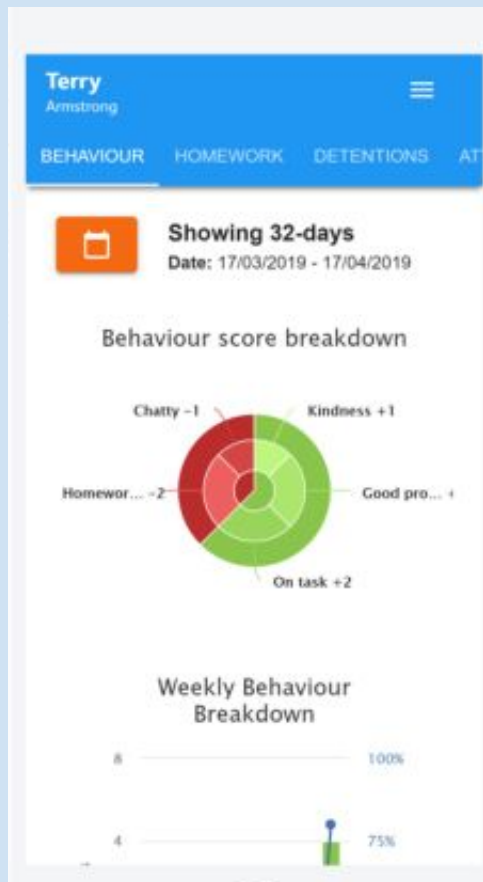 Terry
Armstrong
BEHAVIOUR HOMEWORK DETENTIONS AT
Showing 32-days
Date: 17/03/2019 - 17/04/2019
Behaviour score breakdown
Chatty -1 Kindness +1
Homewor... -2 Good pro... +
On task +2
Weekly Behaviour
Breakdown
8 100%
4 75%